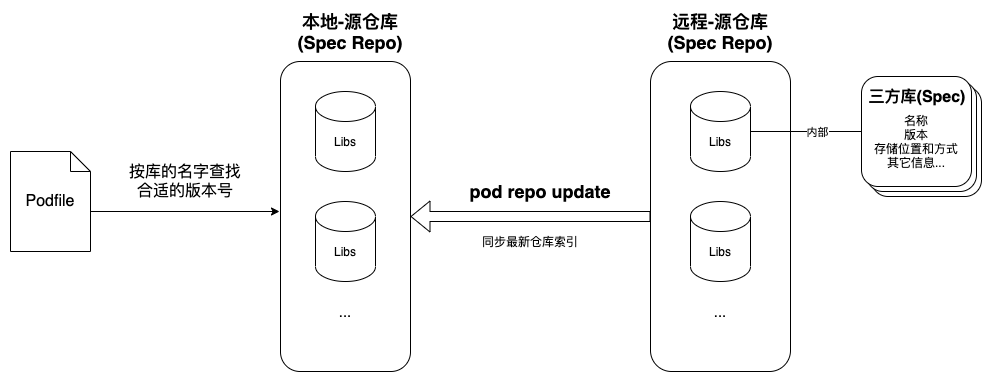 本地-源仓库
(Spec Repo)
远程-源仓库
(Spec Repo)
Libs
Libs
...
Libs
Libs
...
Podfile
按库的名字查找
合适的版本号
pod repo update
同步最新仓库索引
内部
三方库(Spec)
名称
版本
存储位置和方式
其它信息...